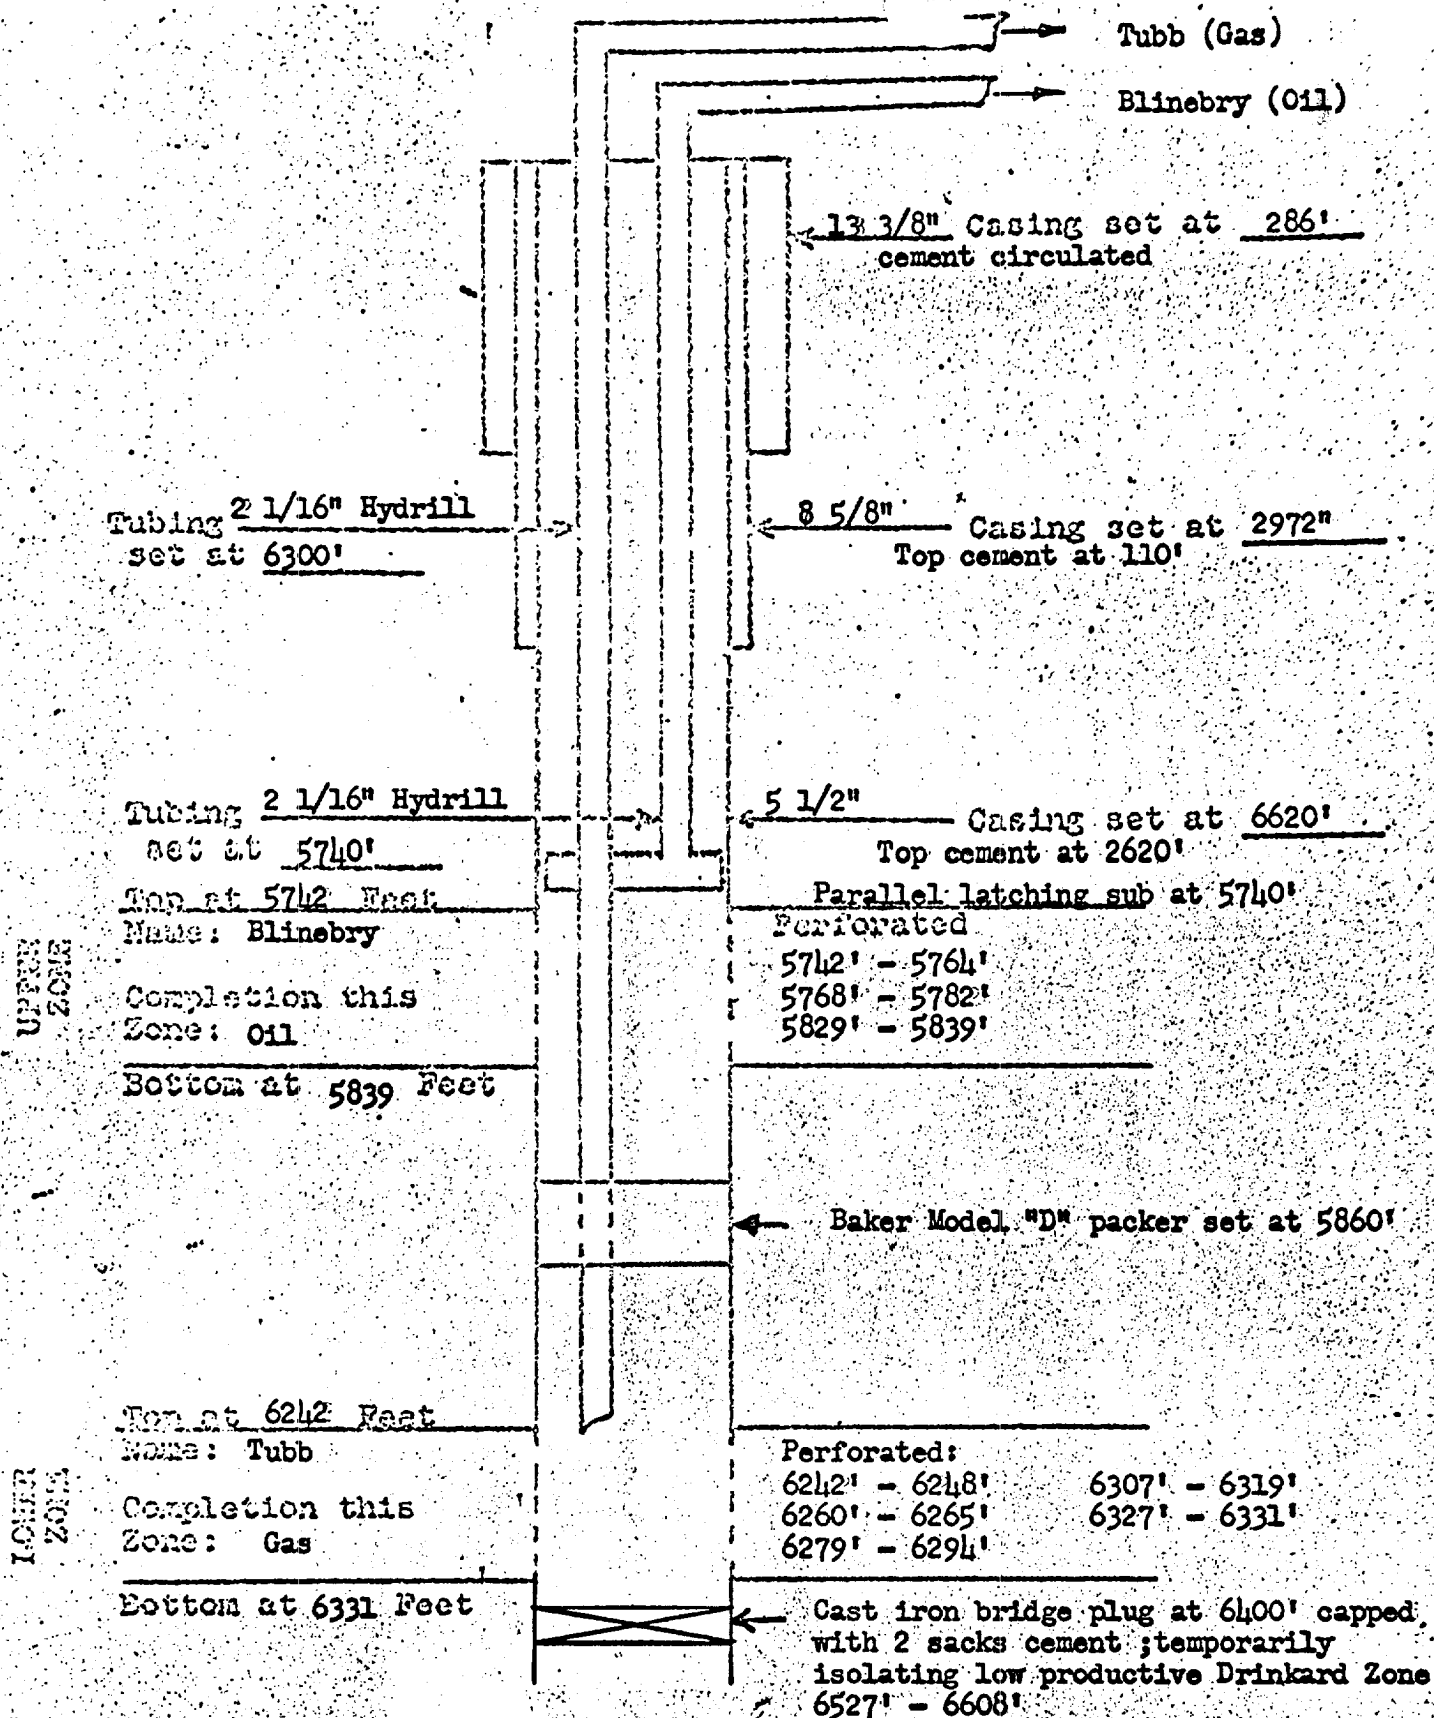 Tubb (Gas)
Blinebry (Oil)
13 3/8" Casing set at 286'
cement circulated
Tubing 2 1/16" Hydrill
set at 6300'
8 5/8" Casing set at 2972"
Top cement at 110'
Tubing 2 1/16" Hydrill
set at 5740'
5 1/2" Casing set at 6620'
Top cement at 2620'
Parallel latching sub at 5740'
UPPER
ZONE
Top at 5742 Feet
Name: Blinebry
Completion this
Zone: Oil
Bottom at 5839 Feet
Perforated
5742' - 5764'
5768' - 5782'
5829' - 5839'
Baker Model "D" packer set at 5860'
LOWER
ZONE
Top at 6242 Feet
Name: Tubb
Completion this
Zone: Gas
Bottom at 6331 Feet
Perforated:
6242' - 6248' 6307' - 6319'
6260' - 6265' 6327' - 6331'
6279' - 6294'
Cast iron bridge plug at 6400' capped
with 2 sacks cement ;temporarily
isolating low productive Drinkard Zone
6527' - 6608'